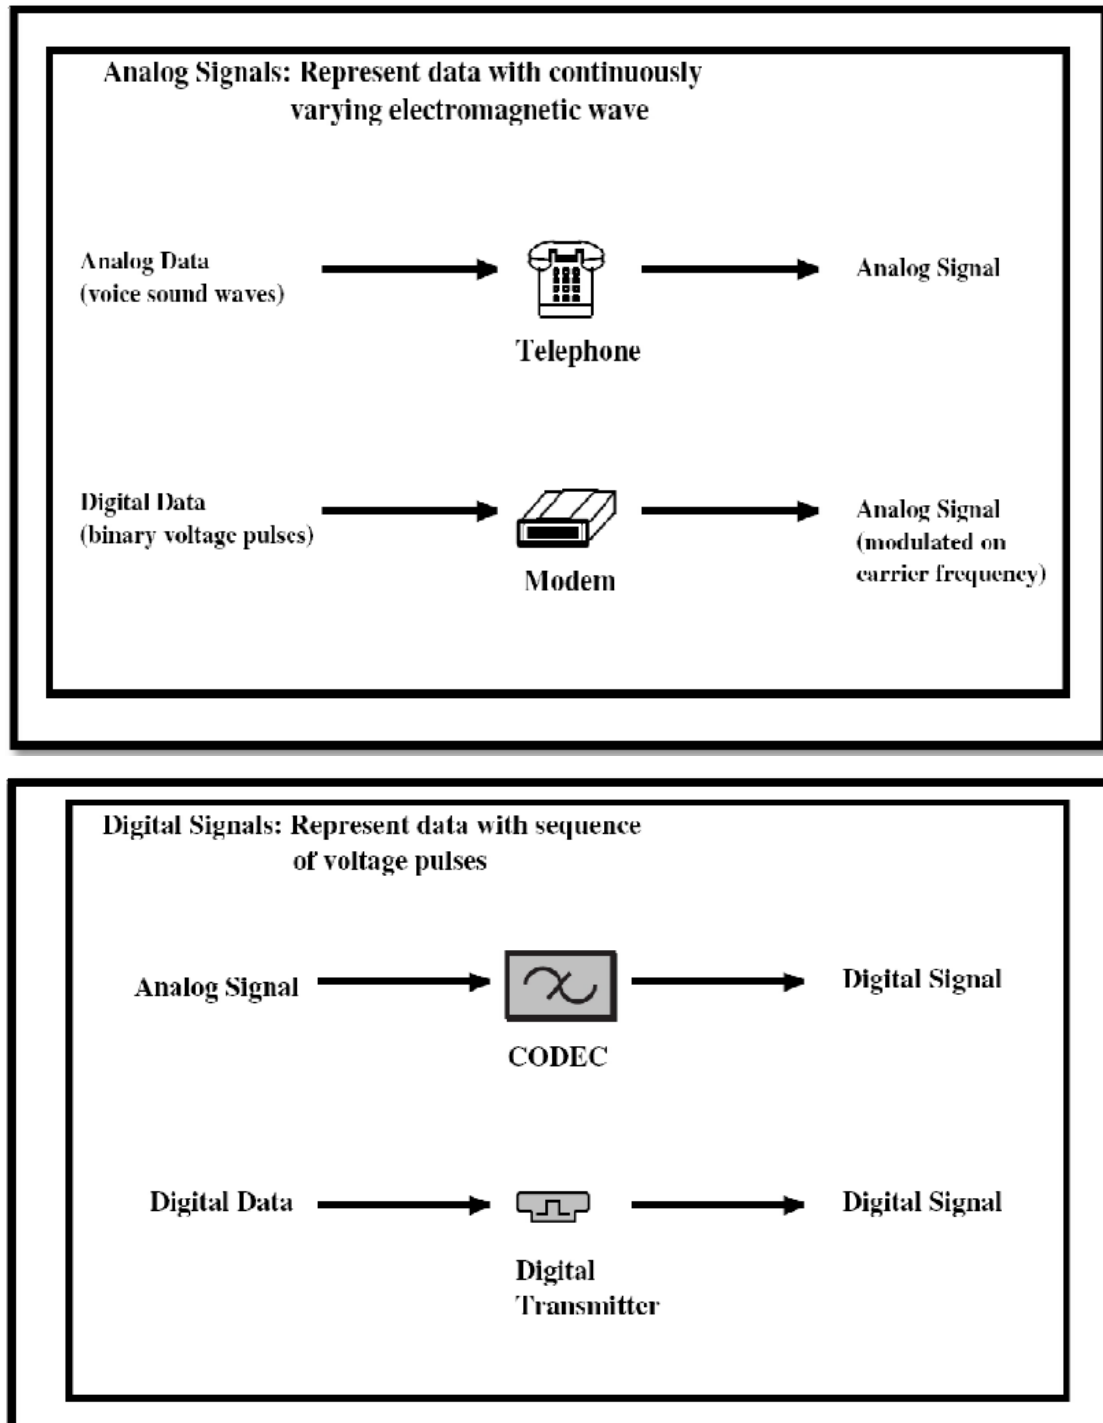 Analog Signals: Represent data with continuously
varying electromagnetic wave
Analog Data
(voice sound waves)
Analog Signal
Telephone
Digital Data
(binary voltage pulses)
Analog Signal
(modulated on
carrier frequency)
Modem
Digital Signals: Represent data with sequence
of voltage pulses
Analog Signal
Digital Signal
CODEC
Digital Data
Digital Signal
Digital
Transmitter